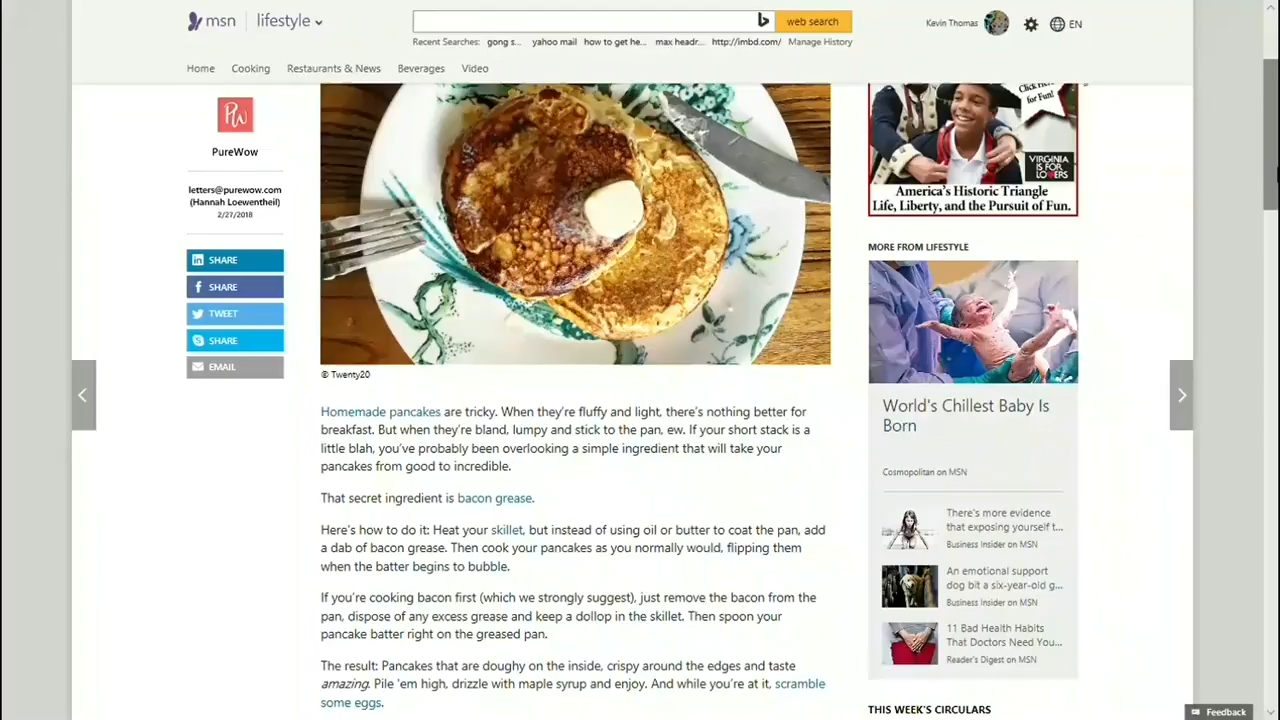 msn
lifestyle
web search
Kevin Thomas
EN
Recent Searches: gong s... yahoo mail how to get he... max headr... http://imbd.com/ Manage History
Home Cooking Restaurants & News Beverages Video
PW
PureWow
letters@purewow.com
(Hannah Loewentheil)
2/27/2018
SHARE
SHARE
TWEET
SHARE
EMAIL
© Twenty20
Homemade pancakes are tricky. When they're fluffy and light, there's nothing better for
breakfast. But when they're bland, lumpy and stick to the pan, ew. If your short stack is a
little blah, you've probably been overlooking a simple ingredient that will take your
pancakes from good to incredible.
That secret ingredient is bacon grease.
Here's how to do it: Heat your skillet, but instead of using oil or butter to coat the pan, add
a dab of bacon grease. Then cook your pancakes as you normally would, flipping them
when the batter begins to bubble.
If you're cooking bacon first (which we strongly suggest), just remove the bacon from the
pan, dispose of any excess grease and keep a dollop in the skillet. Then spoon your
pancake batter right on the greased pan.
The result: Pancakes that are doughy on the inside, crispy around the edges and taste
amazing. Pile 'em high, drizzle with maple syrup and enjoy. And while you're at it, scramble
some eggs.
Click Here
for Fun!
VIRGINIA
IS FOR
LOVERS
America's Historic Triangle
Life, Liberty, and the Pursuit of Fun.
MORE FROM LIFESTYLE
World's Chillest Baby Is
Born
Cosmopolitan on MSN
There's more evidence
that exposing yourself t...
Business Insider on MSN
An emotional support
dog bit a six-year-old g...
Business Insider on MSN
11 Bad Health Habits
That Doctors Need You...
Reader's Digest on MSN
THIS WEEK'S CIRCULARS
Feedback